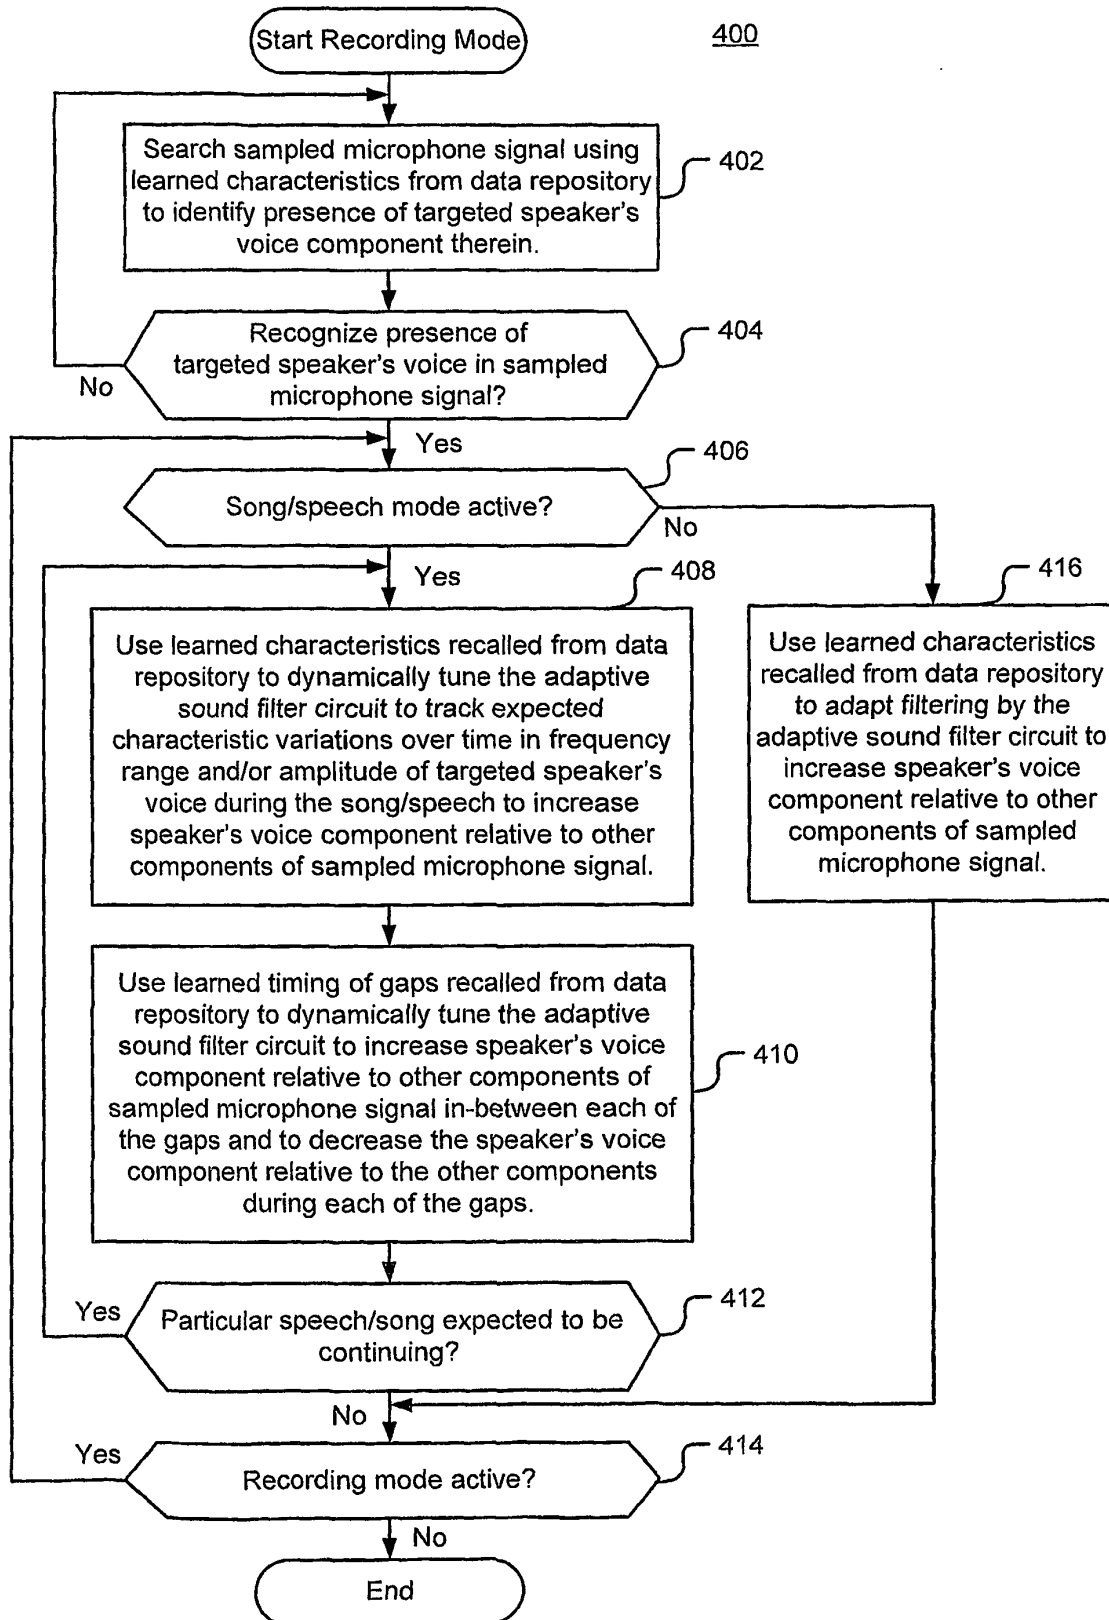 Start Recording Mode
400
Search sampled microphone signal using
learned characteristics from data repository
to identify presence of targeted speaker's
voice component therein.
402
Recognize presence of
targeted speaker's voice in sampled
microphone signal?
404
No
Yes
406
Song/speech mode active?
No
Yes
408
416
Use learned characteristics recalled from data
repository to dynamically tune the adaptive
sound filter circuit to track expected
characteristic variations over time in frequency
range and/or amplitude of targeted speaker's
voice during the song/speech to increase
speaker's voice component relative to other
components of sampled microphone signal.
Use learned characteristics
recalled from data repository
to adapt filtering by the
adaptive sound filter circuit to
increase speaker's voice
component relative to other
components of sampled
microphone signal.
Use learned timing of gaps recalled from data
repository to dynamically tune the adaptive
sound filter circuit to increase speaker's voice
component relative to other components of
sampled microphone signal in-between each of
the gaps and to decrease the speaker's voice
component relative to the other components
during each of the gaps.
410
Yes
Particular speech/song expected to be
continuing?
412
No
Yes
Recording mode active?
414
No
End